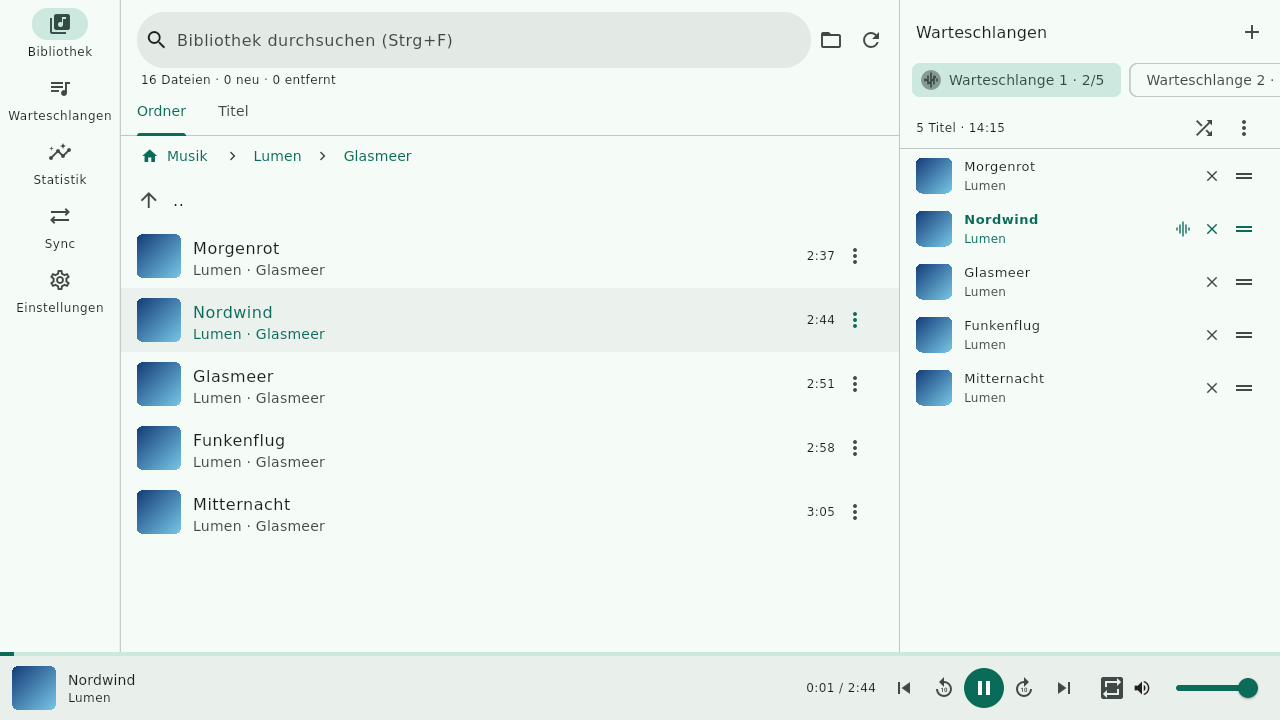 Bibliothek
Warteschlangen
Statistik
Sync
Einstellungen
Bibliothek durchsuchen (Strg+F)
16 Dateien · 0 neu · 0 entfernt
Ordner
Titel
Musik
Lumen
Glasmeer
..
Morgenrot
Lumen · Glasmeer
2:37
Nordwind
Lumen · Glasmeer
2:44
Glasmeer
Lumen · Glasmeer
2:51
Funkenflug
Lumen · Glasmeer
2:58
Mitternacht
Lumen · Glasmeer
3:05
Warteschlangen
Warteschlange 1 · 2/5
Warteschlange 2 ·
5 Titel · 14:15
Morgenrot
Lumen
Nordwind
Lumen
Glasmeer
Lumen
Funkenflug
Lumen
Mitternacht
Lumen
Nordwind
Lumen
0:01 / 2:44
10
10